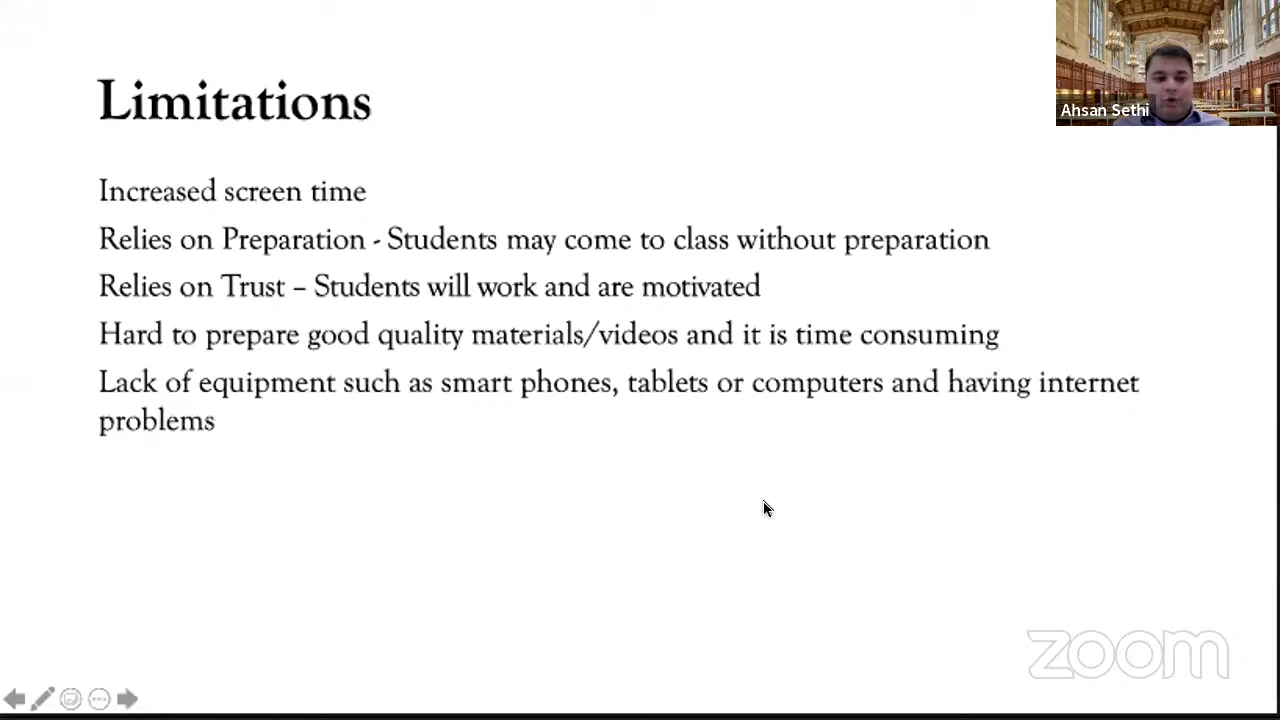 Limitations
Ahsan Sethi
Increased screen time
Relies on Preparation - Students may come to class without preparation
Relies on Trust – Students will work and are motivated
Hard to prepare good quality materials/videos and it is time consuming
Lack of equipment such as smart phones, tablets or computers and having internet
problems
zoom